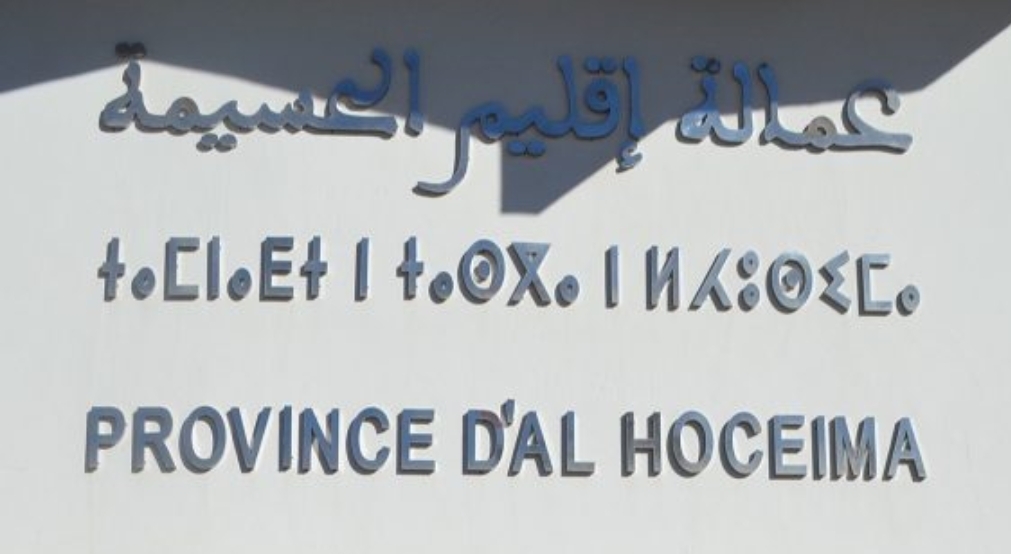 عمالة إقليم الحسيمة
ⵜⴰⵎⵏⴰⴹⵜ ⵏ ⵜⴰⵙⴳⴰ ⵏ ⵍⵃⵓⵙⵉⵎⴰ
PROVINCE D'AL HOCEIMA